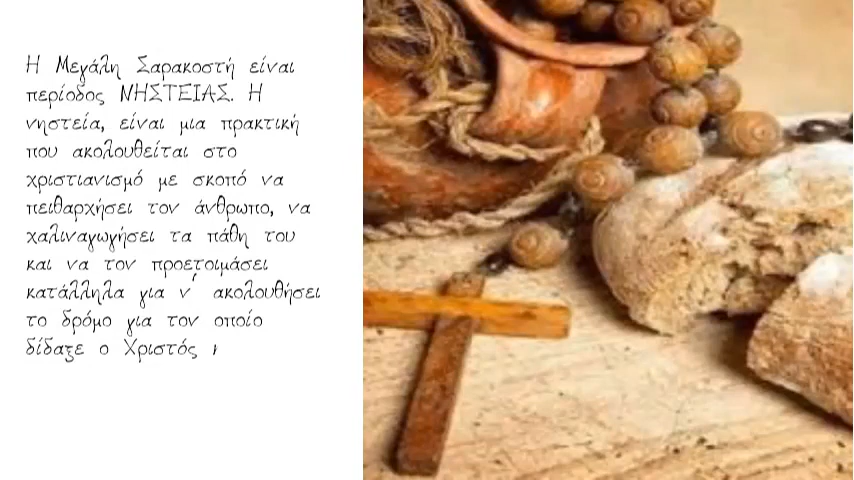 Η Μεγάλη Σαρακοστή είναι
περίοδος ΝΗΣΤΕΙΑΣ. Η
νηστεία, είναι μια πρακτική
που ακολουθείται στο
χριστιανισμό με σκοπό να
πειθαρχήσει τον άνθρωπο, να
χαλιναγωγήσει τα πάθη του
και να τον προετοιμάσει
κατάλληλα για ν΄ ακολουθήσει
το δρόμο για τον οποίο
δίδαξε ο Χριστός